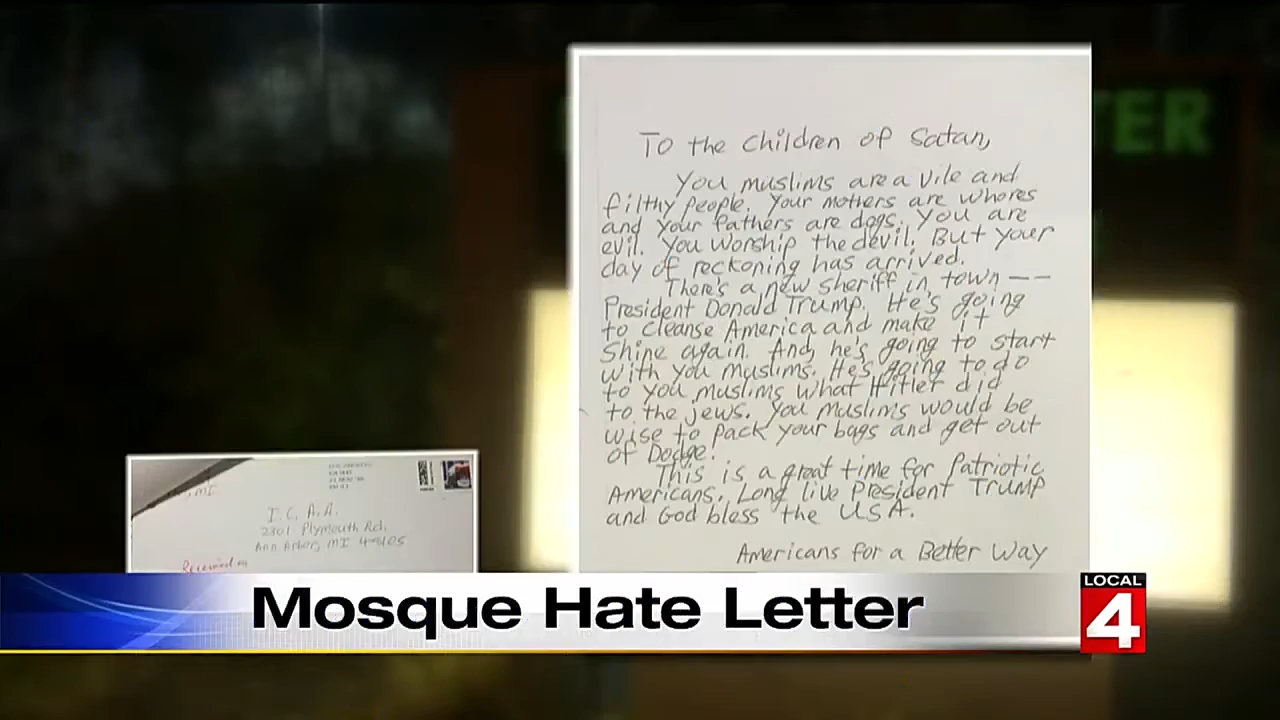 TER
To the Children of Satan,
You muslims are a vile and
filthy people. Your mothers are whores
and your fathers are dogs. You are
evil. You worship the devil. But your
day of reckoning has arrived.
There's a new sheriff in town --
President Donald Trump. He's going
to cleanse America and make it
shine again. And, he's going to start
with you muslims. He's going to do
to you muslims what Hitler did
to the jews. You muslims would be
wise to pack your bags and get out
of Dodge.
This is a great time for Patriotic
Americans. Long live President Trump
and God bless the USA.
Americans for a Better Way
MI
I.C.A.A.
2301 Plymouth Rd.
Ann Arbor, MI 48105
Received
Mosque Hate Letter
LOCAL
4